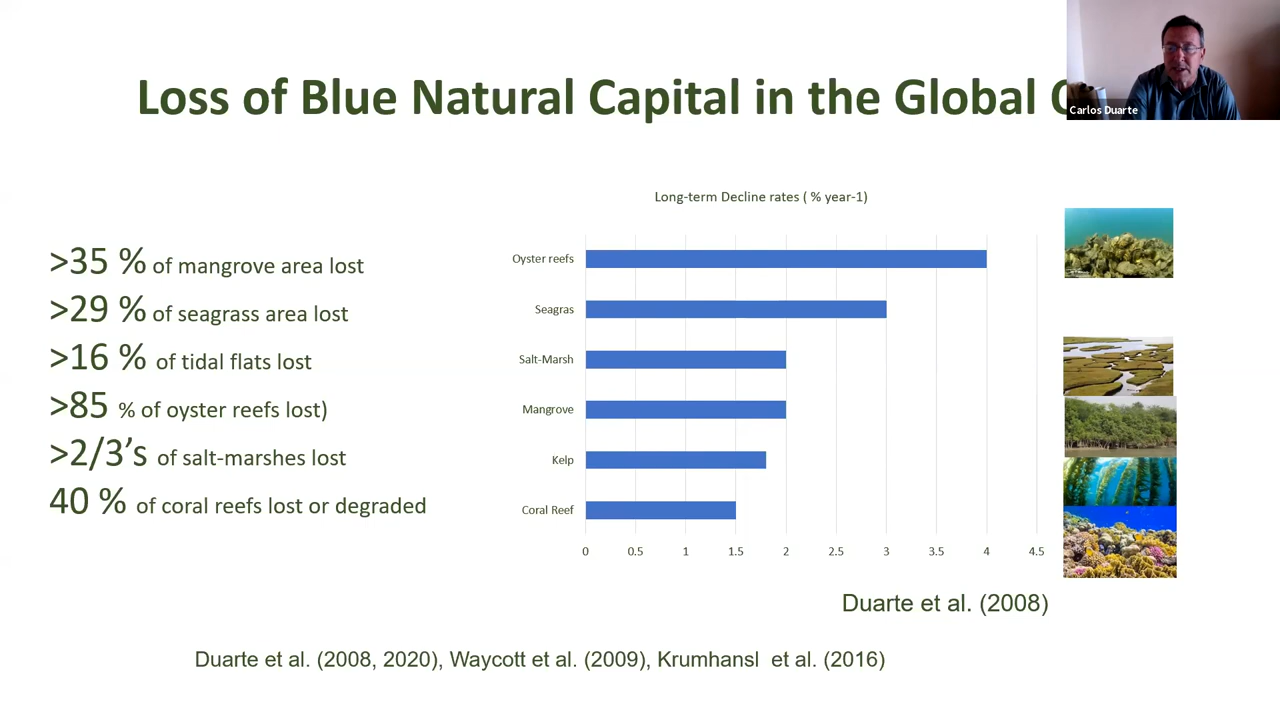 Loss of Blue Natural Capital in the Global
Carlos Duarte
Long-term Decline rates ( % year-1)
>35 % of mangrove area lost
>29 % of seagrass area lost
>16 % of tidal flats lost
>85 % of oyster reefs lost)
>2/3’s of salt-marshes lost
40 % of coral reefs lost or degraded
Oyster reefs
Seagras
Salt-Marsh
Mangrove
Kelp
Coral Reef
0 0.5 1 1.5 2 2.5 3 3.5 4 4.5
Duarte et al. (2008)
Duarte et al. (2008, 2020), Waycott et al. (2009), Krumhansl et al. (2016)